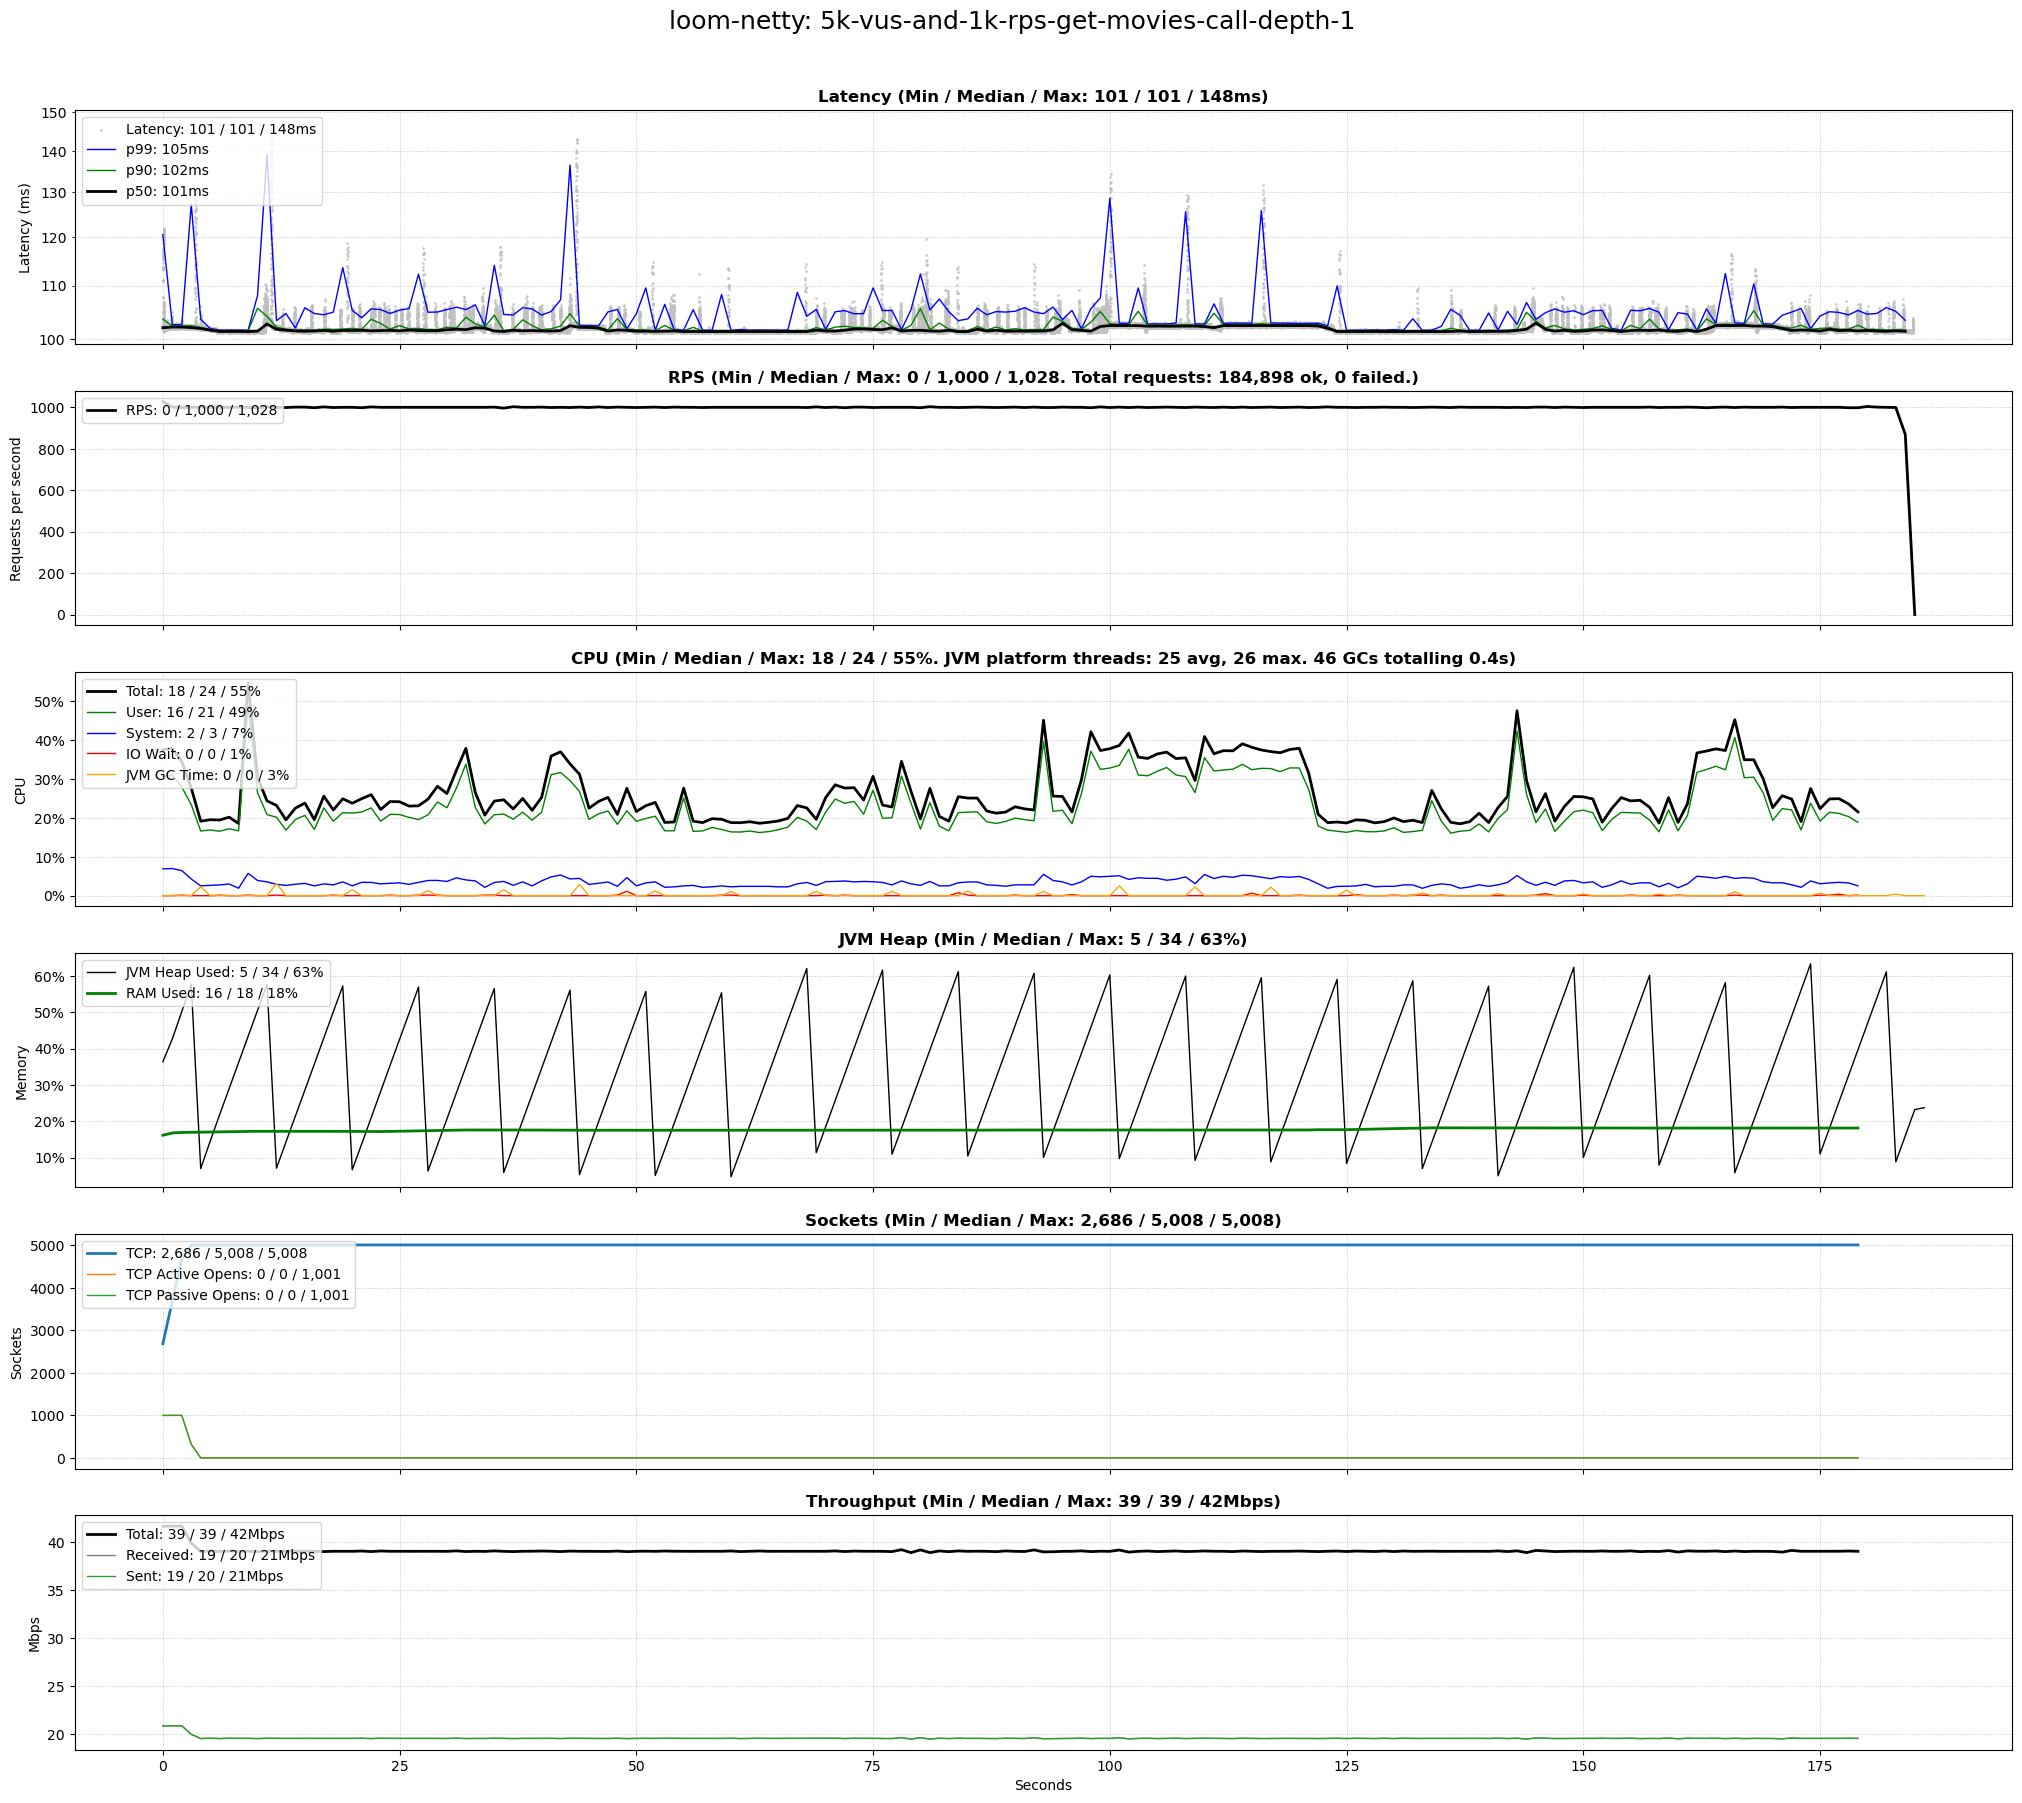 loom-netty: 5k-vus-and-1k-rps-get-movies-call-depth-1
Latency (Min / Median / Max: 101 / 101 / 148ms)
150
140
130
120
110
100
Latency (ms)
Latency: 101 / 101 / 148ms
p99: 105ms
p90: 102ms
p50: 101ms
RPS (Min / Median / Max: 0 / 1,000 / 1,028. Total requests: 184,898 ok, 0 failed.)
1000
800
600
400
200
0
Requests per second
RPS: 0 / 1,000 / 1,028
CPU (Min / Median / Max: 18 / 24 / 55%. JVM platform threads: 25 avg, 26 max. 46 GCs totalling 0.4s)
50%
40%
30%
20%
10%
0%
CPU
Total: 18 / 24 / 55%
User: 16 / 21 / 49%
System: 2 / 3 / 7%
IO Wait: 0 / 0 / 1%
JVM GC Time: 0 / 0 / 3%
JVM Heap (Min / Median / Max: 5 / 34 / 63%)
60%
50%
40%
30%
20%
10%
Memory
JVM Heap Used: 5 / 34 / 63%
RAM Used: 16 / 18 / 18%
Sockets (Min / Median / Max: 2,686 / 5,008 / 5,008)
5000
4000
3000
2000
1000
0
Sockets
TCP: 2,686 / 5,008 / 5,008
TCP Active Opens: 0 / 0 / 1,001
TCP Passive Opens: 0 / 0 / 1,001
Throughput (Min / Median / Max: 39 / 39 / 42Mbps)
40
35
30
25
20
Mbps
Total: 39 / 39 / 42Mbps
Received: 19 / 20 / 21Mbps
Sent: 19 / 20 / 21Mbps
0 25 50 75 100 125 150 175
Seconds